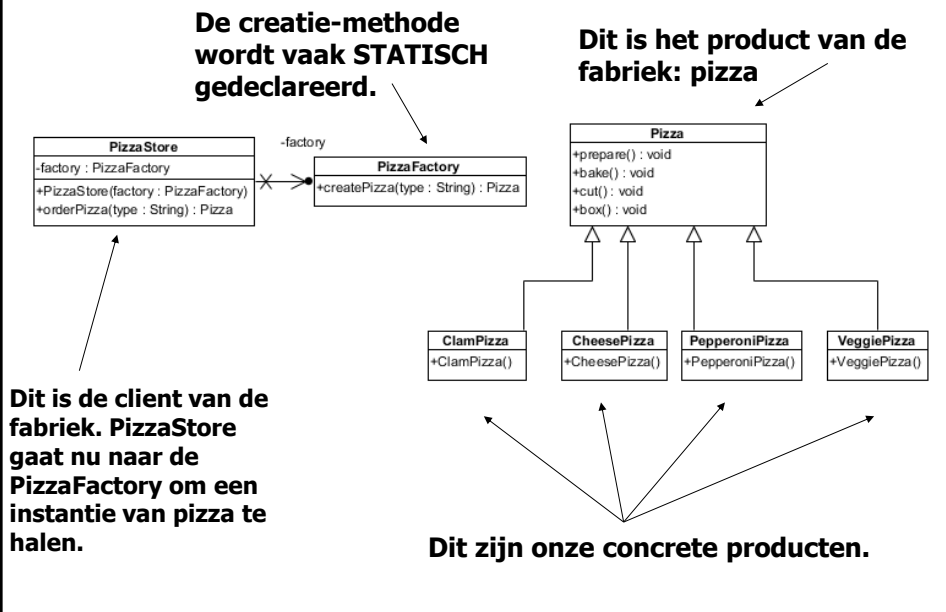 De creatie-methode
wordt vaak STATISCH
gedeclareerd.
Dit is het product van de
fabriek: pizza
PizzaStore
-factory : PizzaFactory
+PizzaStore(factory : PizzaFactory)
+orderPizza(type : String) : Pizza
-factory
PizzaFactory
+createPizza(type : String) : Pizza
Pizza
+prepare() : void
+bake() : void
+cut() : void
+box() : void
ClamPizza
+ClamPizza()
CheesePizza
+CheesePizza()
PepperoniPizza
+PepperoniPizza()
VeggiePizza
+VeggiePizza()
Dit is de client van de
fabriek. PizzaStore
gaat nu naar de
PizzaFactory om een
instantie van pizza te
halen.
Dit zijn onze concrete producten.